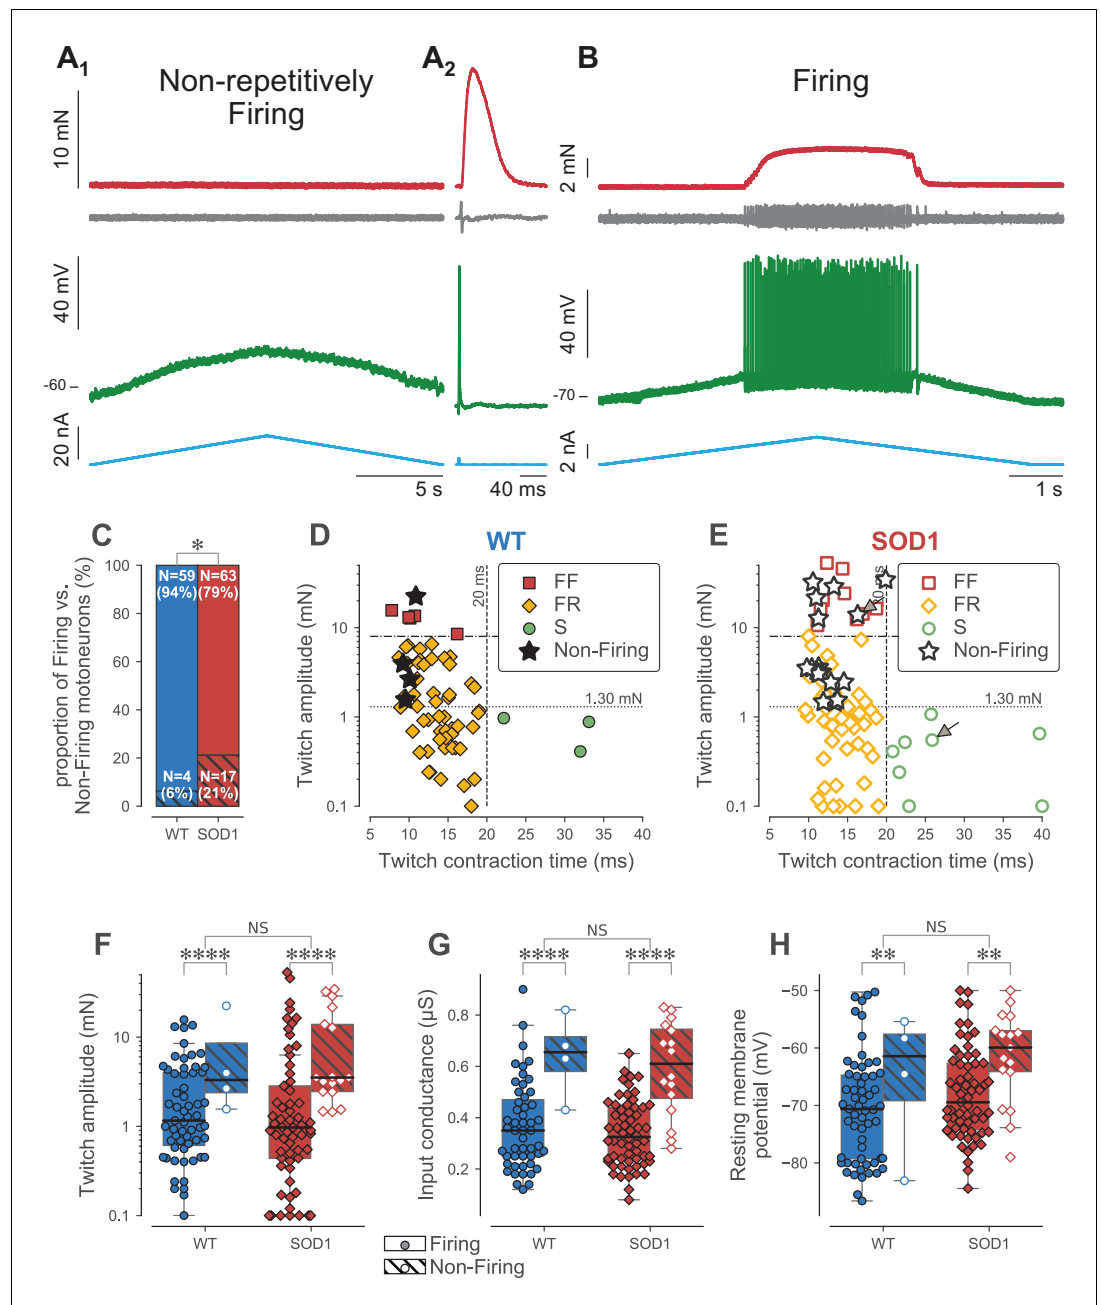 A1
Non-repetitively
Firing
A2
B
Firing
10 mN
2 mN
40 mV
40 mV
-60
-70
20 nA
2 nA
5 s
40 ms
1 s
C
*
proportion of Firing vs.
Non-Firing motoneurons (%)
100
80
60
40
20
0
N=59
(94%)
N=63
(79%)
N=4
(6%)
N=17
(21%)
WT
SOD1
D
WT
Twitch amplitude (mN)
10
1
0.1
20 ms
FF
FR
S
Non-Firing
1.30 mN
5 10 15 20 25 30 35 40
Twitch contraction time (ms)
E
SOD1
Twitch amplitude (mN)
10
1
0.1
FF
FR
S
Non-Firing
1.30 mN
5 10 15 20 25 30 35 40
Twitch contraction time (ms)
F
NS
**** ****
Twitch amplitude (mN)
10
1
0.1
WT
SOD1
G
NS
**** ****
Input conductance (µS)
0.8
0.6
0.4
0.2
WT
SOD1
H
NS
** **
Resting membrane
potential (mV)
−50
−60
−70
−80
WT
SOD1
Firing
Non-Firing